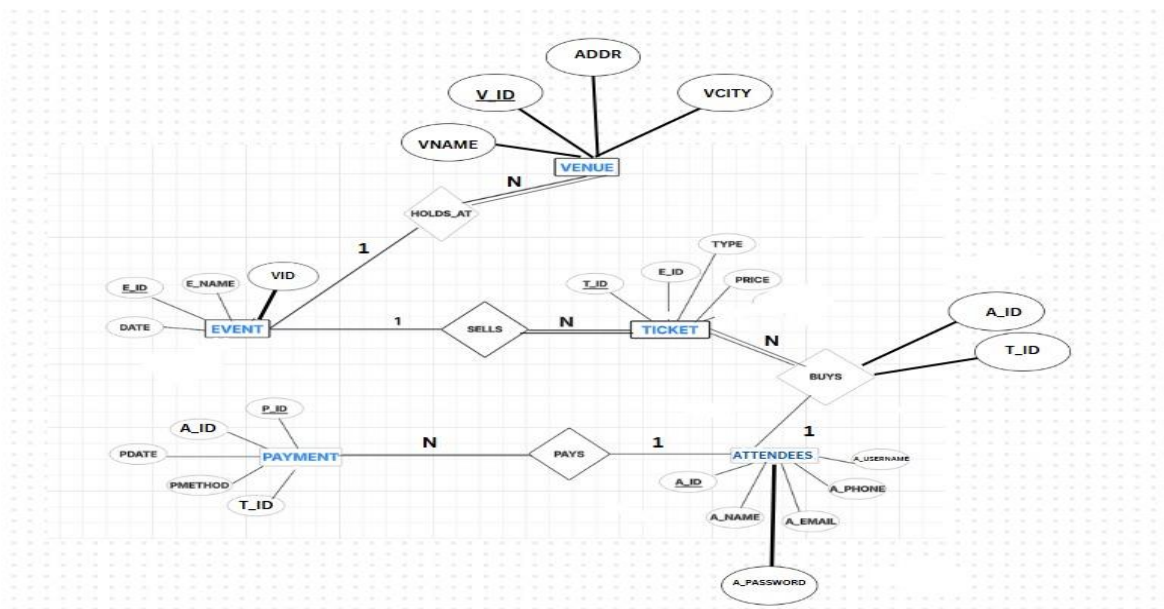 ADDR
V_ID
VCITY
VNAME
VENUE
N
HOLDS_AT
1
TYPE
E_ID
E_NAME
VID
T_ID
E_ID
PRICE
DATE
EVENT
1
SELLS
N
TICKET
N
A_ID
T_ID
BUYS
P_ID
A_ID
PDATE
PAYMENT
N
PAYS
1
1
ATTENDEES
A_USERNAME
PMETHOD
T_ID
A_ID
A_PHONE
A_NAME
A_EMAIL
A_PASSWORD